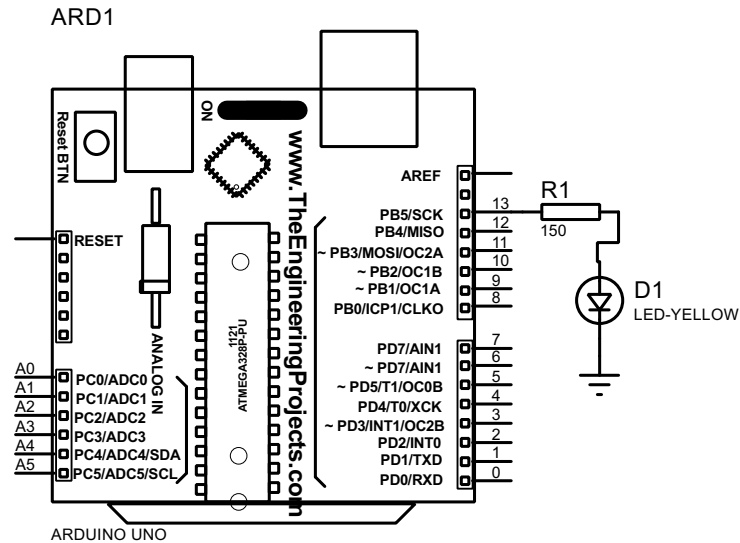 ARD1
Reset BTN
ON
www.TheEngineeringProjects.com
RESET
ANALOG IN
1121
ATMEGA328P-PU
A0 PC0/ADC0
A1 PC1/ADC1
A2 PC2/ADC2
A3 PC3/ADC3
A4 PC4/ADC4/SDA
A5 PC5/ADC5/SCL
AREF
PB5/SCK 13
PB4/MISO 12
~ PB3/MOSI/OC2A 11
~ PB2/OC1B 10
~ PB1/OC1A 9
PB0/ICP1/CLKO 8
PD7/AIN1 7
~ PD7/AIN1 6
~ PD5/T1/OC0B 5
PD4/T0/XCK 4
~ PD3/INT1/OC2B 3
PD2/INT0 2
PD1/TXD 1
PD0/RXD 0
ARDUINO UNO
R1
150
D1
LED-YELLOW